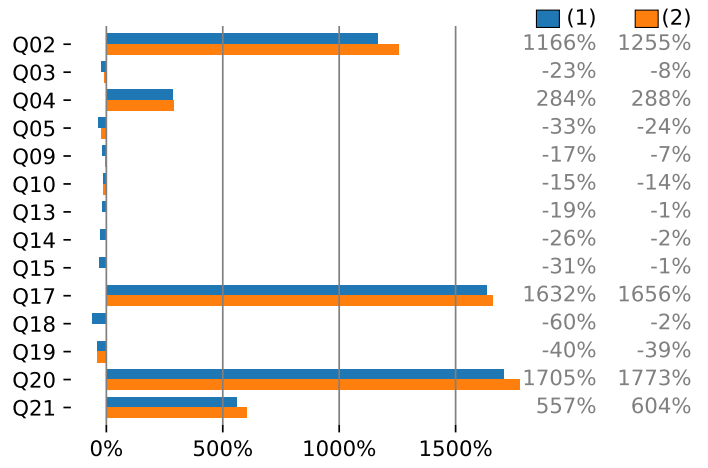 (1) (2)
Q02 1166% 1255%
Q03 -23% -8%
Q04 284% 288%
Q05 -33% -24%
Q09 -17% -7%
Q10 -15% -14%
Q13 -19% -1%
Q14 -26% -2%
Q15 -31% -1%
Q17 1632% 1656%
Q18 -60% -2%
Q19 -40% -39%
Q20 1705% 1773%
Q21 557% 604%
0% 500% 1000% 1500%